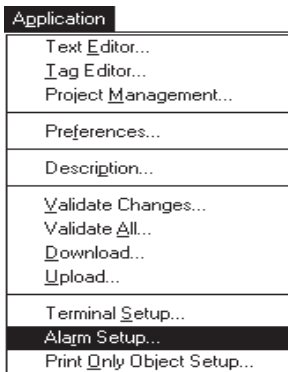 Application
Text Editor...
Tag Editor...
Project Management...
Preferences...
Description...
Validate Changes...
Validate All...
Download...
Upload...
Terminal Setup...
Alarm Setup...
Print Only Object Setup...